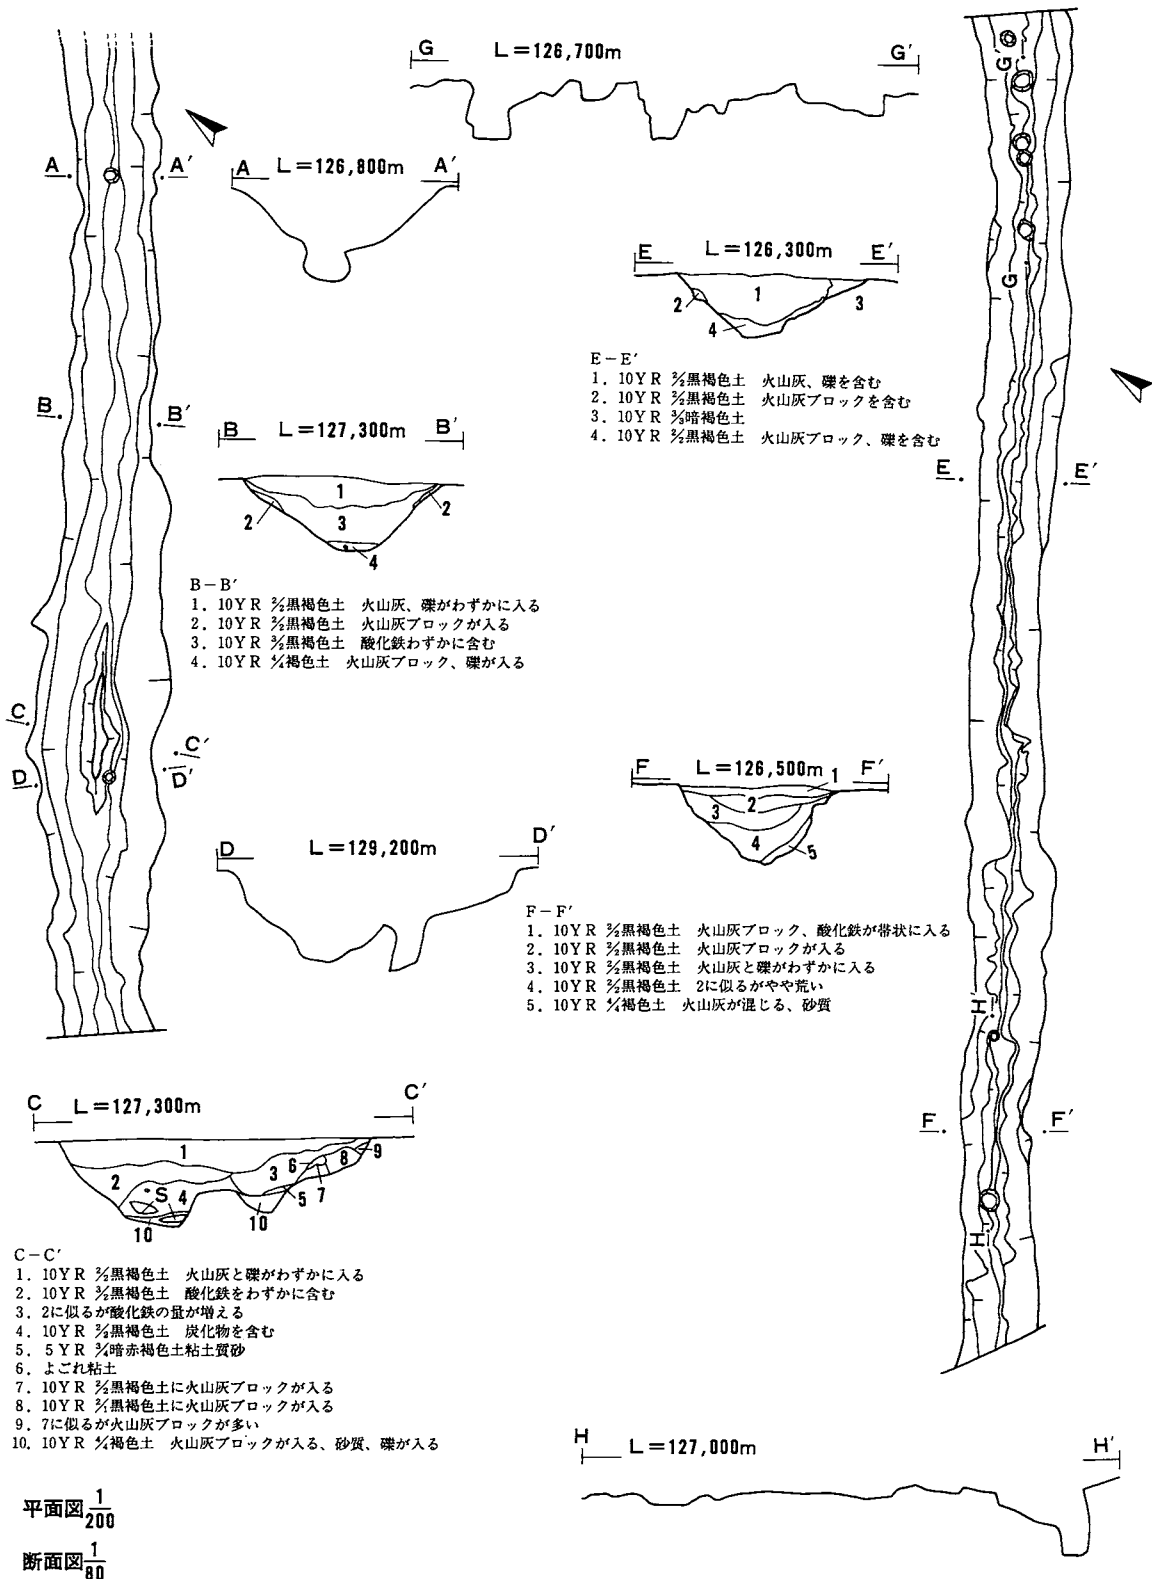 G L=126,700m G′
A L=126,800m A′
A A′
E L=126,300m E′
1
2
3
4
E-E′
1. 10YR 2/2黒褐色土 火山灰、礫を含む
2. 10YR 2/2黒褐色土 火山灰ブロックを含む
3. 10YR 3/3暗褐色土
4. 10YR 2/2黒褐色土 火山灰ブロック、礫を含む
G′
G
E E′
B B′
B L=127,300m B′
1
2
3
2
4
B-B′
1. 10YR 2/2黒褐色土 火山灰、礫がわずかに入る
2. 10YR 2/2黒褐色土 火山灰ブロックが入る
3. 10YR 3/2黒褐色土 酸化鉄わずかに含む
4. 10YR 4/4褐色土 火山灰ブロック、礫が入る
C C′
D D′
F L=126,500m F′
1
2
3
4
5
D L=129,200m D′
F-F′
1. 10YR 2/2黒褐色土 火山灰ブロック、酸化鉄が帯状に入る
2. 10YR 2/2黒褐色土 火山灰ブロックが入る
3. 10YR 2/2黒褐色土 火山灰と礫がわずかに入る
4. 10YR 2/2黒褐色土 2に似るがやや荒い
5. 10YR 4/4褐色土 火山灰が混じる、砂質
H′
H
F F′
C L=127,300m C′
1
2
3
6
8
9
S
4
5
7
10
10
C-C′
1. 10YR 2/2黒褐色土 火山灰と礫がわずかに入る
2. 10YR 3/2黒褐色土 酸化鉄をわずかに含む
3. 2に似るが酸化鉄の量が増える
4. 10YR 黒褐色土 炭化物を含む
5. 5YR 3/4暗赤褐色土粘土質砂
6. よごれ粘土
7. 10YR 2/2黒褐色土に火山灰ブロックが入る
8. 10YR 黒褐色土に火山灰ブロックが入る
9. 7に似るが火山灰ブロックが多い
10. 10YR 4/4褐色土 火山灰ブロックが入る、砂質、礫が入る
H L=127,000m H′
平面図 1/200
断面図 1/80